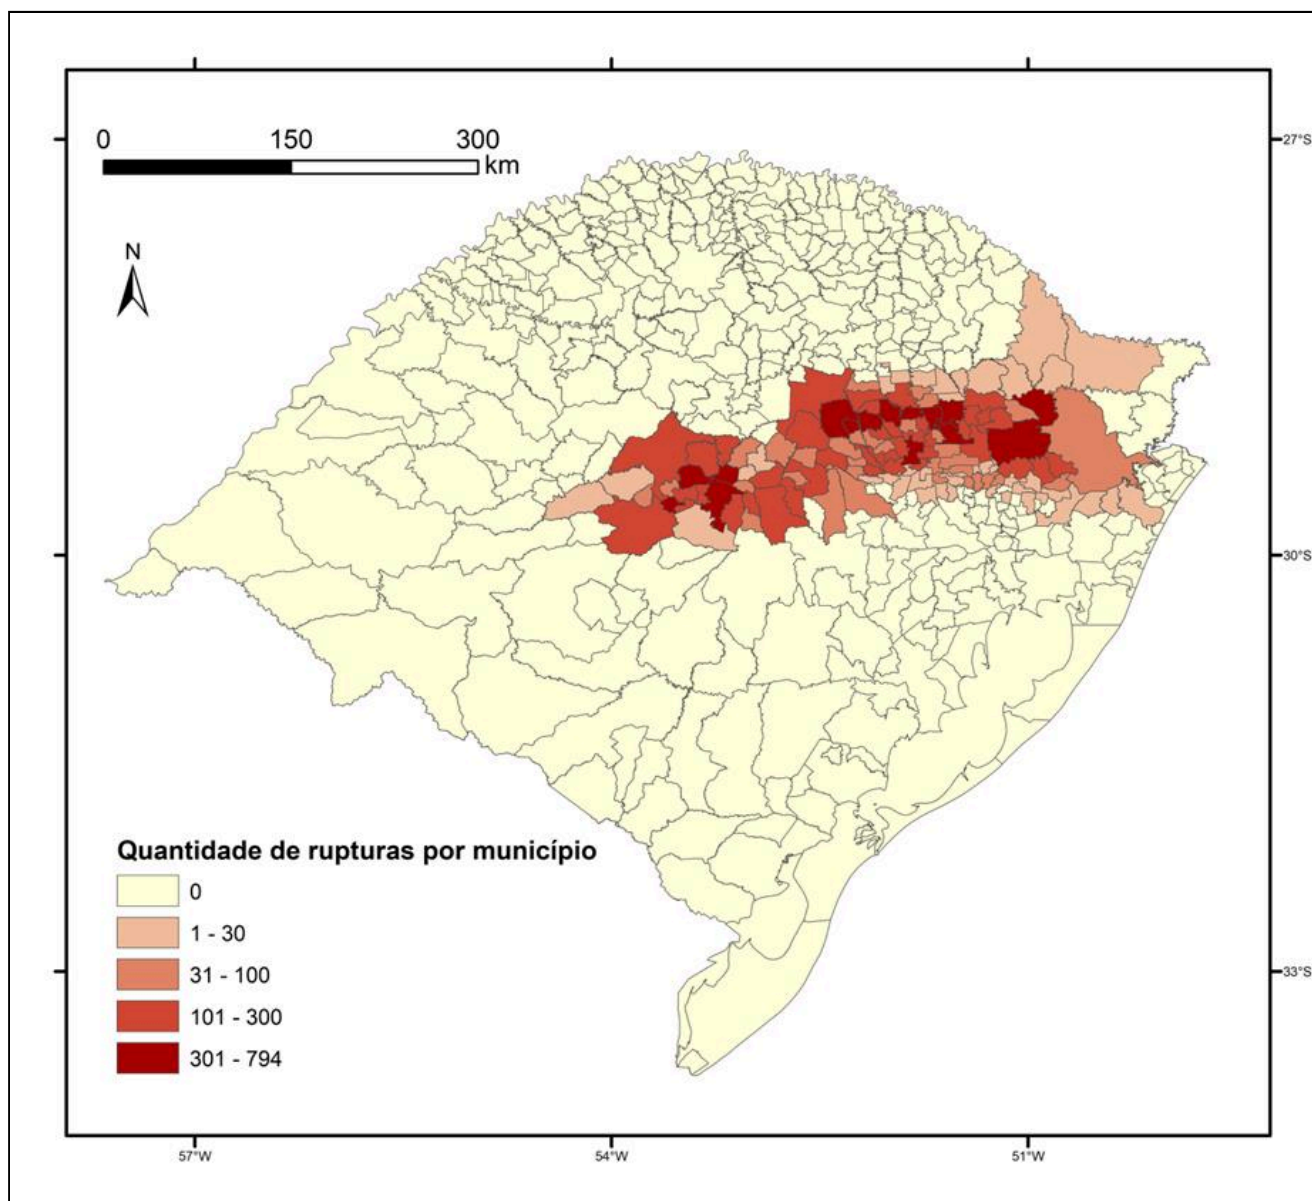 0 150 300
km
27°S
N
30°S
Quantidade de rupturas por município
0
1 - 30
31 - 100
33°S
101 - 300
301 - 794
57°W 54°W 51°W